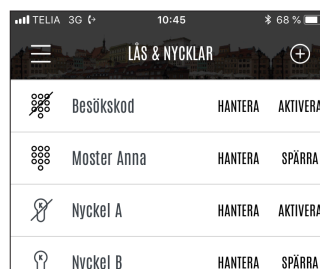 TELIA 3G 10:45 68 %
LÅS & NYCKLAR
Besökskod HANTERA AKTIVERA
Moster Anna HANTERA SPÄRRA
Nyckel A HANTERA AKTIVERA
Nyckel B HANTERA SPÄRRA